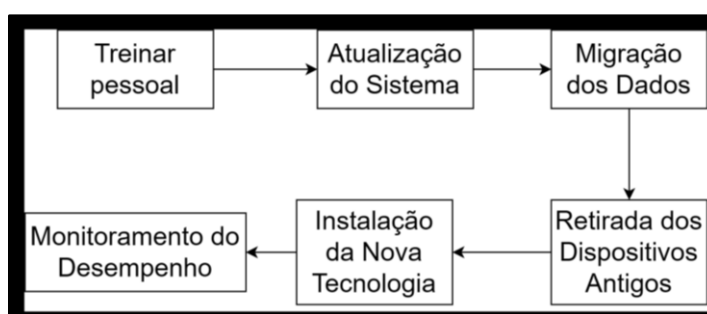 Treinar
pessoal
Atualização
do Sistema
Migração
dos Dados
Retirada dos
Dispositivos
Antigos
Instalação
da Nova
Tecnologia
Monitoramento do
Desempenho